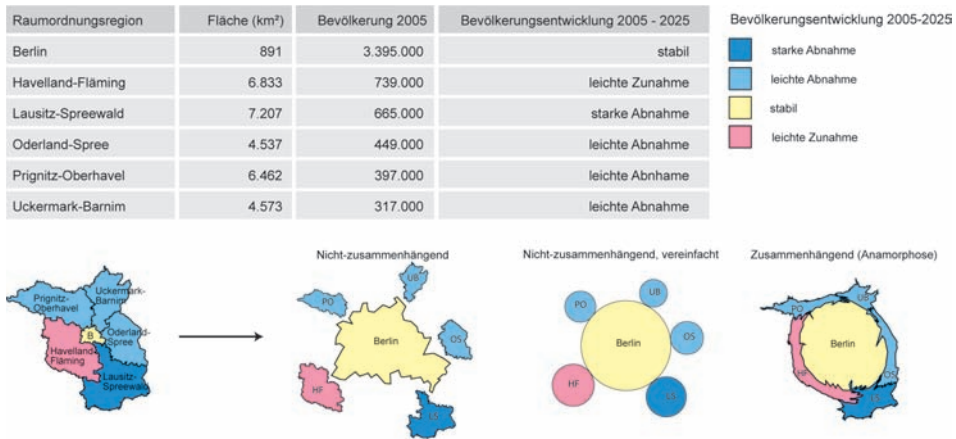 Raumordnungsregion Fläche (km²) Bevölkerung 2005 Bevölkerungsentwicklung 2005 - 2025
Berlin 891 3.395.000 stabil
Havelland-Fläming 6.833 739.000 leichte Zunahme
Lausitz-Spreewald 7.207 665.000 starke Abnahme
Oderland-Spree 4.537 449.000 leichte Abnahme
Prignitz-Oberhavel 6.462 397.000 leichte Abnhame
Uckermark-Barnim 4.573 317.000 leichte Abnahme
Bevölkerungsentwicklung 2005-2025
starke Abnahme
leichte Abnahme
stabil
leichte Zunahme
Prignitz-
Oberhavel
Uckermark-
Barnim
B
Oderland-
Spree
Havelland-
Fläming
Lausitz-
Spreewald
Nicht-zusammenhängend
PO
UB
Berlin
OS
HF
LS
Nicht-zusammenhängend, vereinfacht
PO
UB
Berlin
OS
HF
LS
Zusammenhängend (Anamorphose)
PO
UB
Berlin
HF
OS
LS